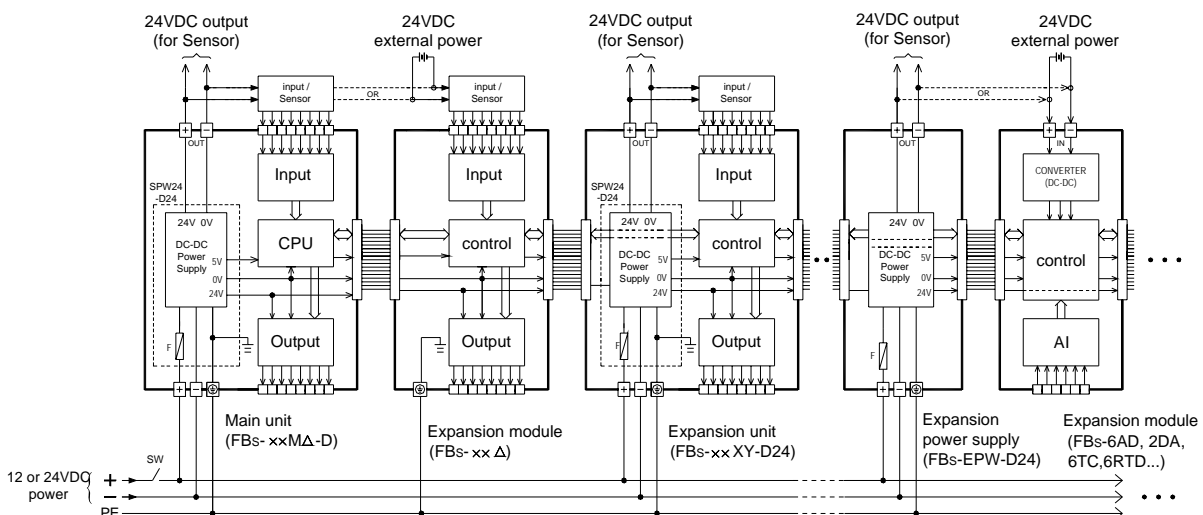 24VDC output
(for Sensor)
24VDC
external power
24VDC output
(for Sensor)
24VDC output
(for Sensor)
24VDC
external power
input /
Sensor
OR
input /
Sensor
input /
Sensor
OR
+ −
OUT
+ −
OUT
+ −
OUT
+ −
IN
SPW24
-D24
Input
Input
SPW24
-D24
Input
CONVERTER
(DC-DC)
24V 0V
DC-DC
Power
Supply
5V
0V
24V
CPU
control
24V 0V
DC-DC
Power
Supply
5V
0V
24V
control
24V 0V
DC-DC
Power
Supply
5V
0V
24V
control
F
Output
Output
F
Output
F
AI
+ −
+ −
+ −
Main unit
(FBs-××MΔ-D)
Expansion module
(FBs-××Δ)
Expansion unit
(FBs-××XY-D24)
Expansion
power supply
(FBs-EPW-D24)
Expansion module
(FBs-6AD, 2DA,
6TC,6RTD...)
12 or 24VDC
power
+
SW
−
PE